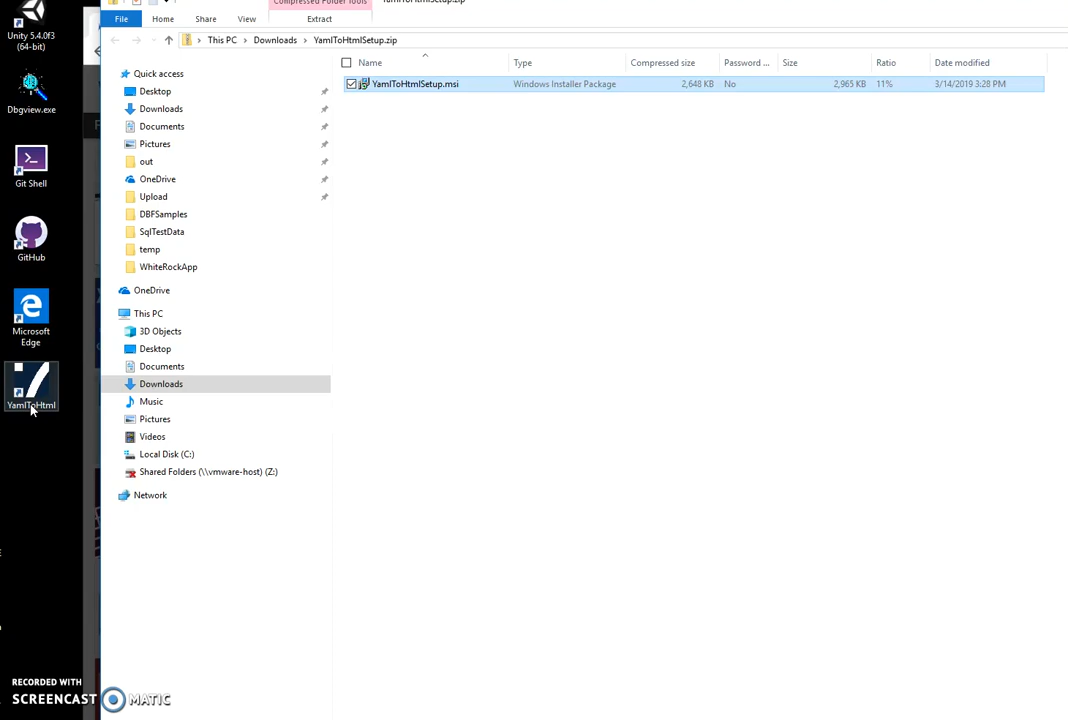 Compressed Folder Tools
YamlToHtmlSetup.zip
File
Home
Share
View
Extract
This PC
Downloads
YamlToHtmlSetup.zip
Name
Type
Compressed size
Password ...
Size
Ratio
Date modified
YamlToHtmlSetup.msi
Windows Installer Package
2,648 KB
No
2,965 KB
11%
3/14/2019 3:28 PM
Quick access
Desktop
Downloads
Documents
Pictures
out
OneDrive
Upload
DBFSamples
SqlTestData
temp
WhiteRockApp
OneDrive
This PC
3D Objects
Desktop
Documents
Downloads
Music
Pictures
Videos
Local Disk (C:)
Shared Folders (\\vmware-host) (Z:)
Network
Unity 5.4.0f3
(64-bit)
Dbgview.exe
Git Shell
GitHub
Microsoft
Edge
YamlToHtml
RECORDED WITH
SCREENCAST MATIC